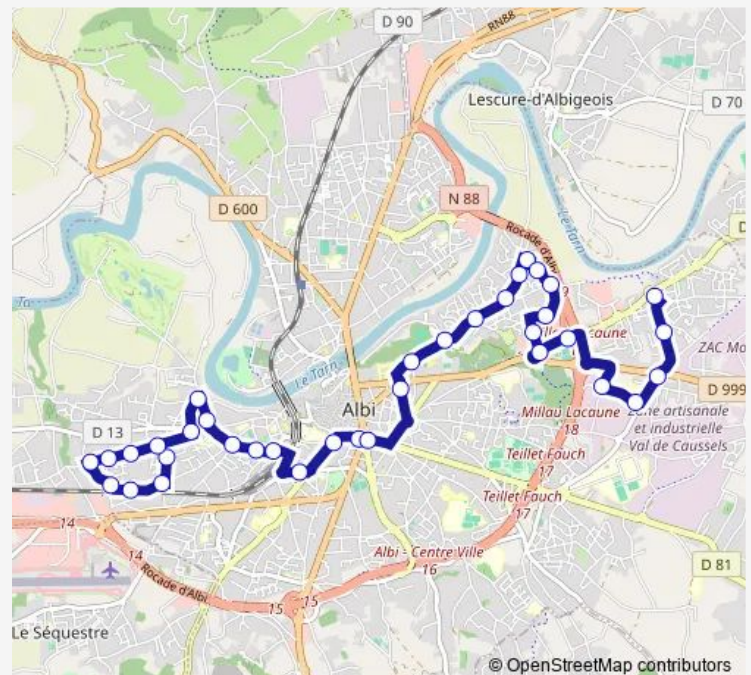 D 90
RN88
Lescure-d'Albigeois
D 70
N 88
D 600
Rocade d'Albi
Le Tarn
Le Tarn
Lacaune
ZAC
Albi
D 999
D 13
Millau Lacaune
18
Zone artisanale
et industrielle
Val de Caussels
Teillet Fauch
17
Teillet Fauch
17
14
14
Albi - Centre Ville
16
D 81
Rocade d'Albi
15
15
Le Séquestre
© OpenStreetMap contributors